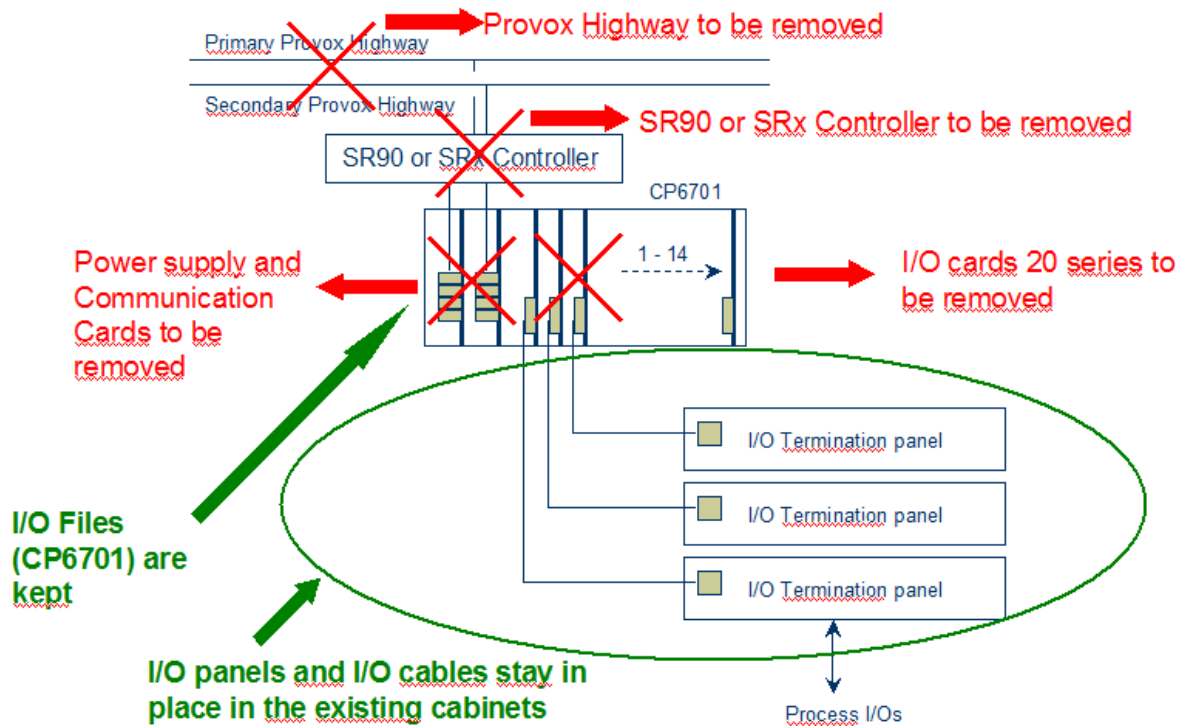 Provox Highway to be removed
Primary Provox Highway
Secondary Provox Highway
SR90 or SRx Controller to be removed
SR90 or SRx Controller
CP6701
1 - 14
Power supply and
Communication
Cards to be
removed
I/O cards 20 series to
be removed
I/O Termination panel
I/O Termination panel
I/O Termination panel
I/O Files
(CP6701) are
kept
I/O panels and I/O cables stay in
place in the existing cabinets
Process I/Os